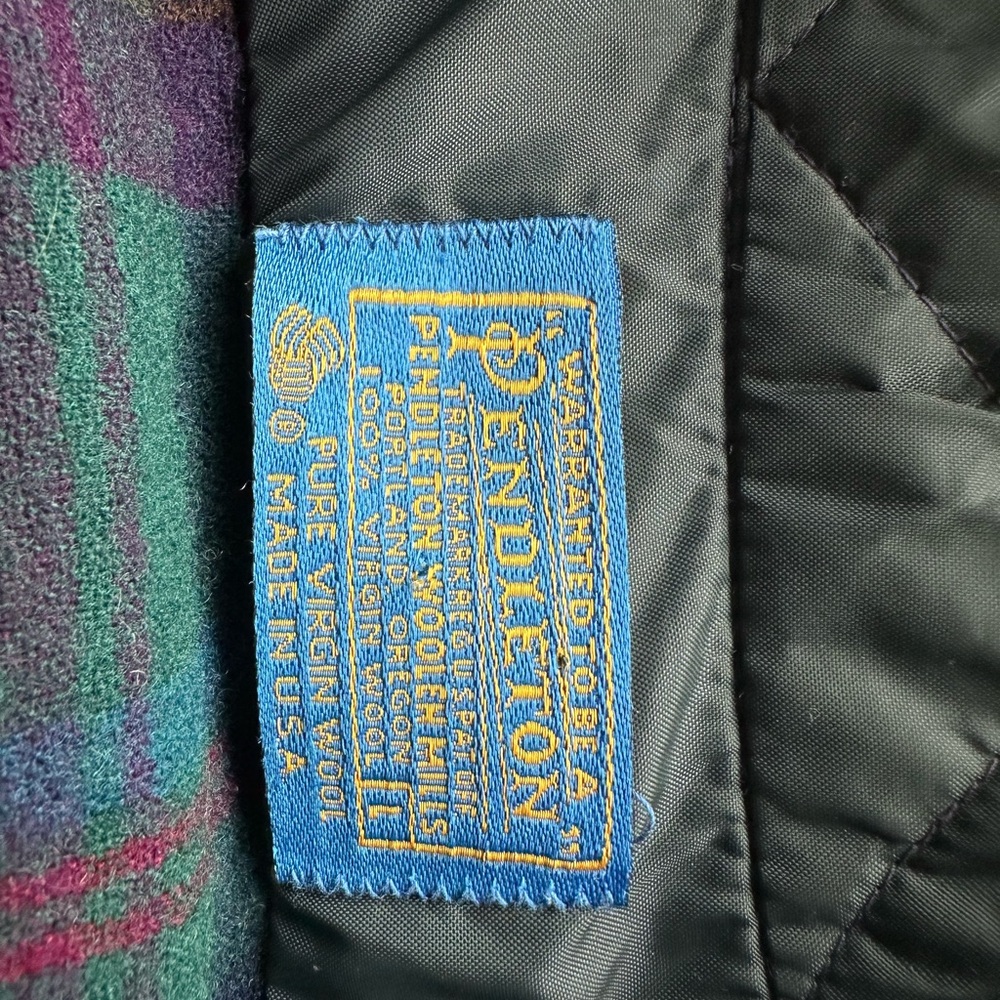 "WARRANTED TO BE A
PENDLETON"
TRADEMARK REG U.S. PAT. OFF.
PENDLETON WOOLEN MILLS
PORTLAND, OREGON
100% VIRGIN WOOL
L
PURE VIRGIN WOOL
® MADE IN U.S.A.